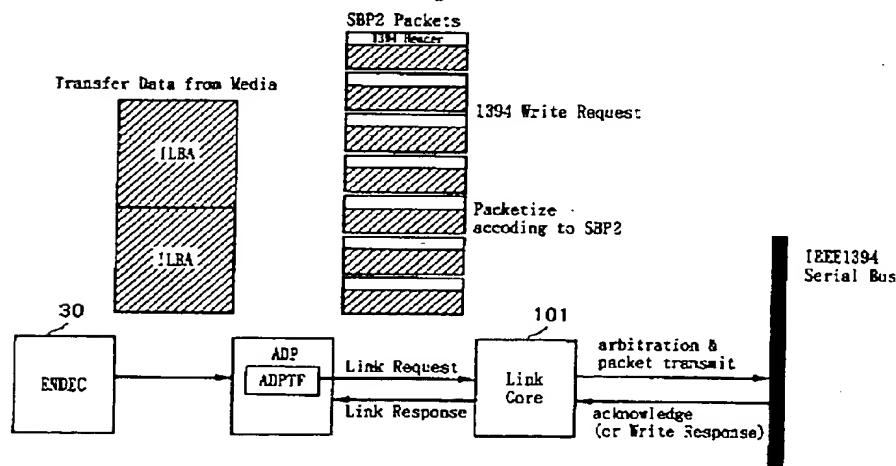 SBP2 Packets
1394 Header
Transfer Data from Media
1LBA
1394 Write Request
1LBA
Packetize
accoding to SBP2
IEEE1394
Serial Bus
30
101
ENDEC
ADP
ADPTF
Link Request
Link Response
Link
Core
arbitration &
packet transmit
acknowledge
(or Write Response)